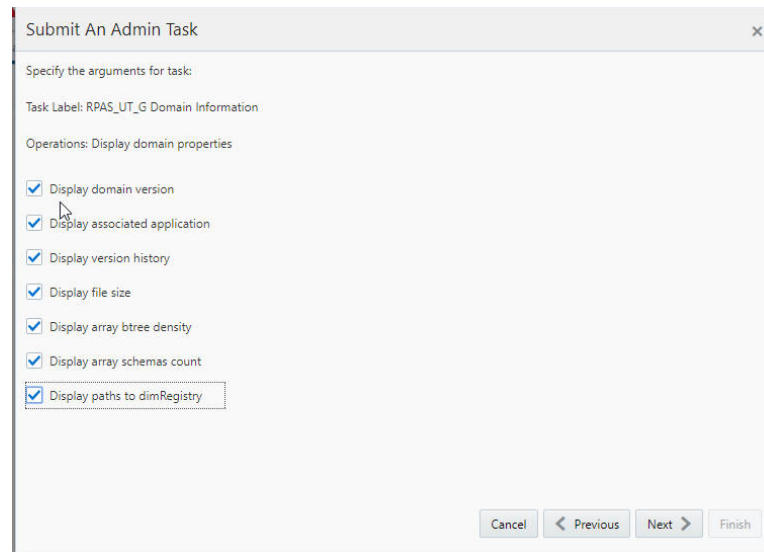 Submit An Admin Task
Specify the arguments for task:
Task Label: RPAS_UT_G Domain Information
Operations: Display domain properties
Display domain version
Display associated application
Display version history
Display file size
Display array btree density
Display array schemas count
Display paths to dimRegistry
Cancel Previous Next Finish